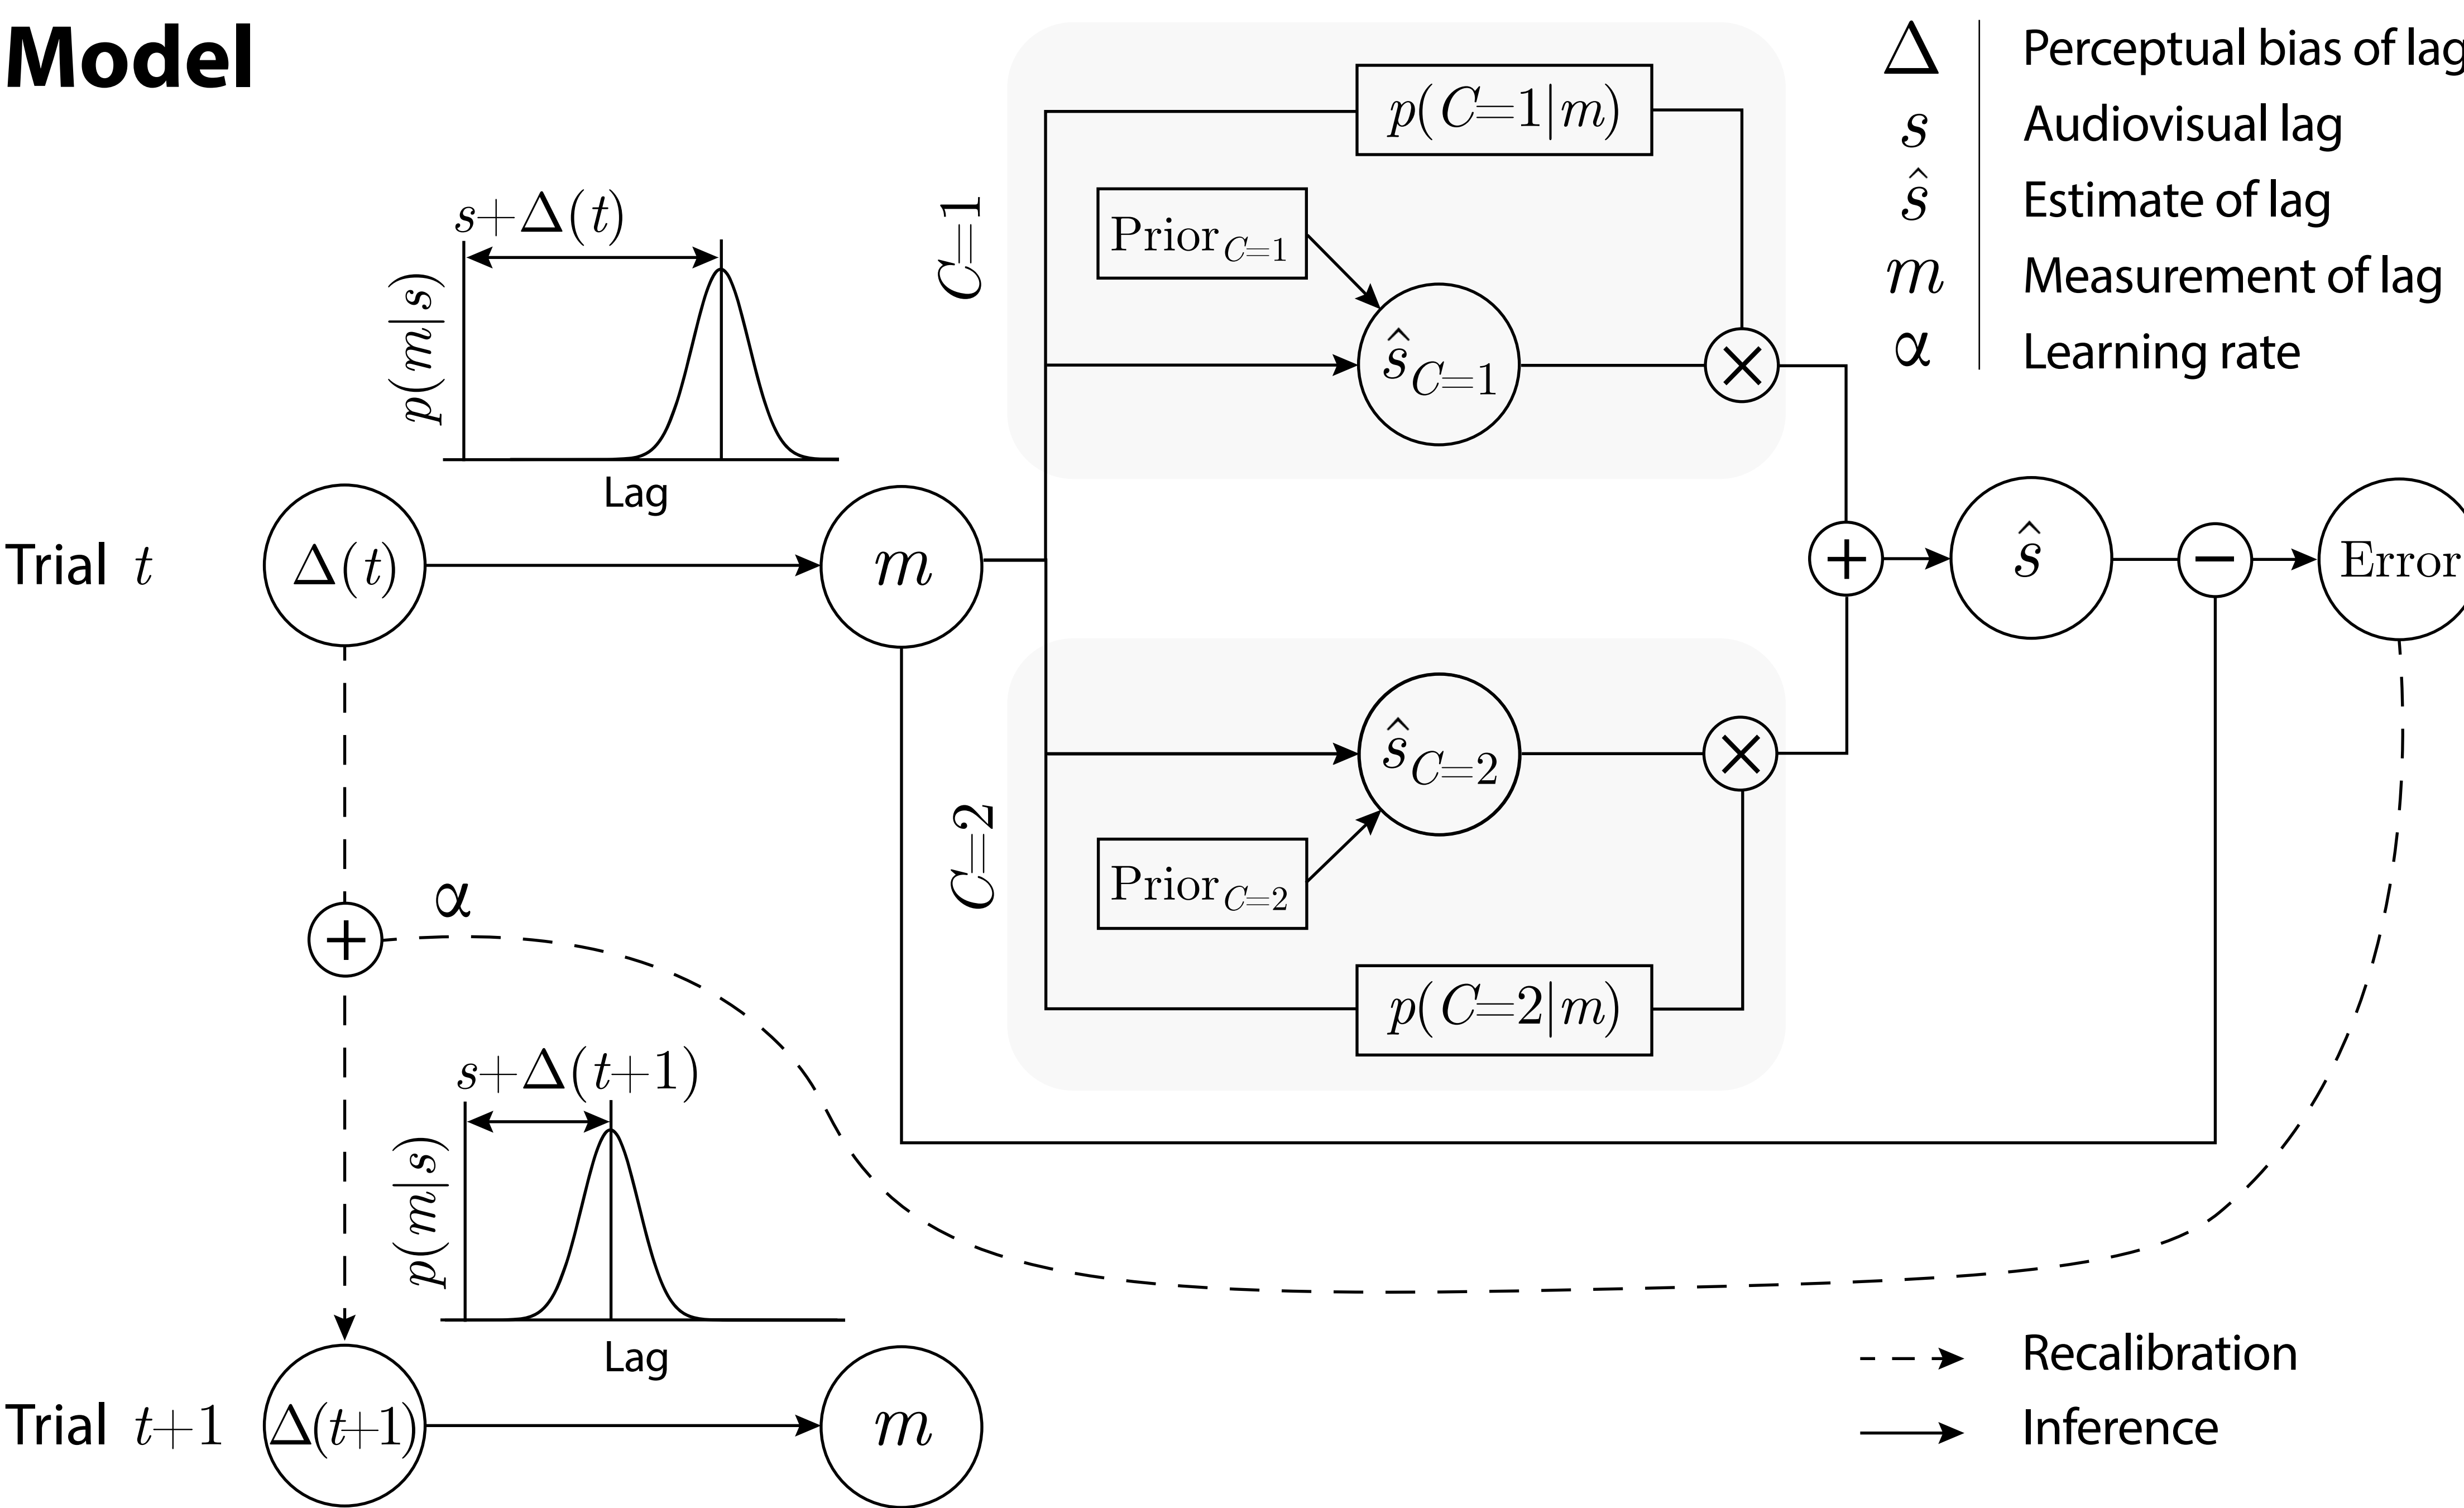 Model
Δ Perceptual bias of lag
s Audiovisual lag
ŝ Estimate of lag
m Measurement of lag
α Learning rate
s+Δ(t)
p(m|s)
Lag
Trial t
Δ(t)
m
C=1
p(C=1|m)
Prior C=1
ŝ C=1
×
+
ŝ
−
Error
C=2
ŝ C=2
×
Prior C=2
p(C=2|m)
α
+
s+Δ(t+1)
p(m|s)
Lag
Trial t+1
Δ(t+1)
m
Recalibration
Inference